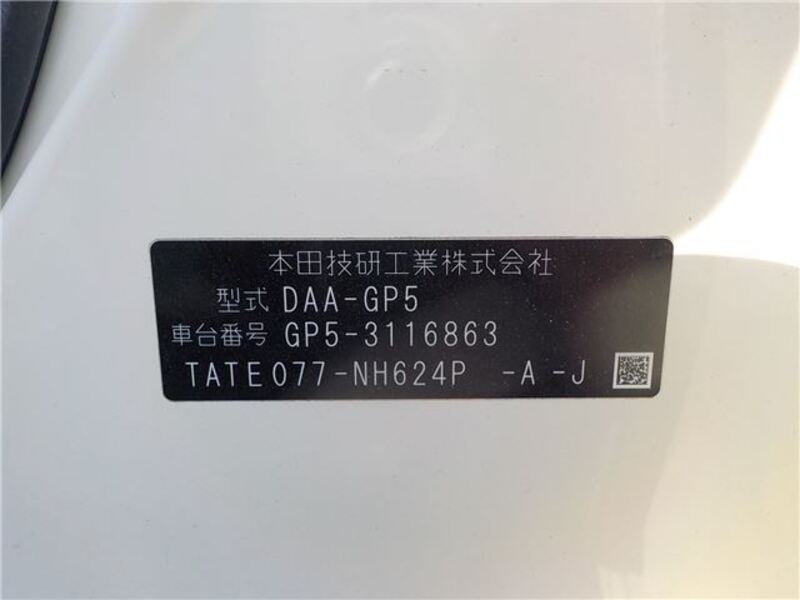 本田技研工業株式会社
型式 DAA-GP5
車台番号 GP5-3116863
TATE077-NH624P -A -J